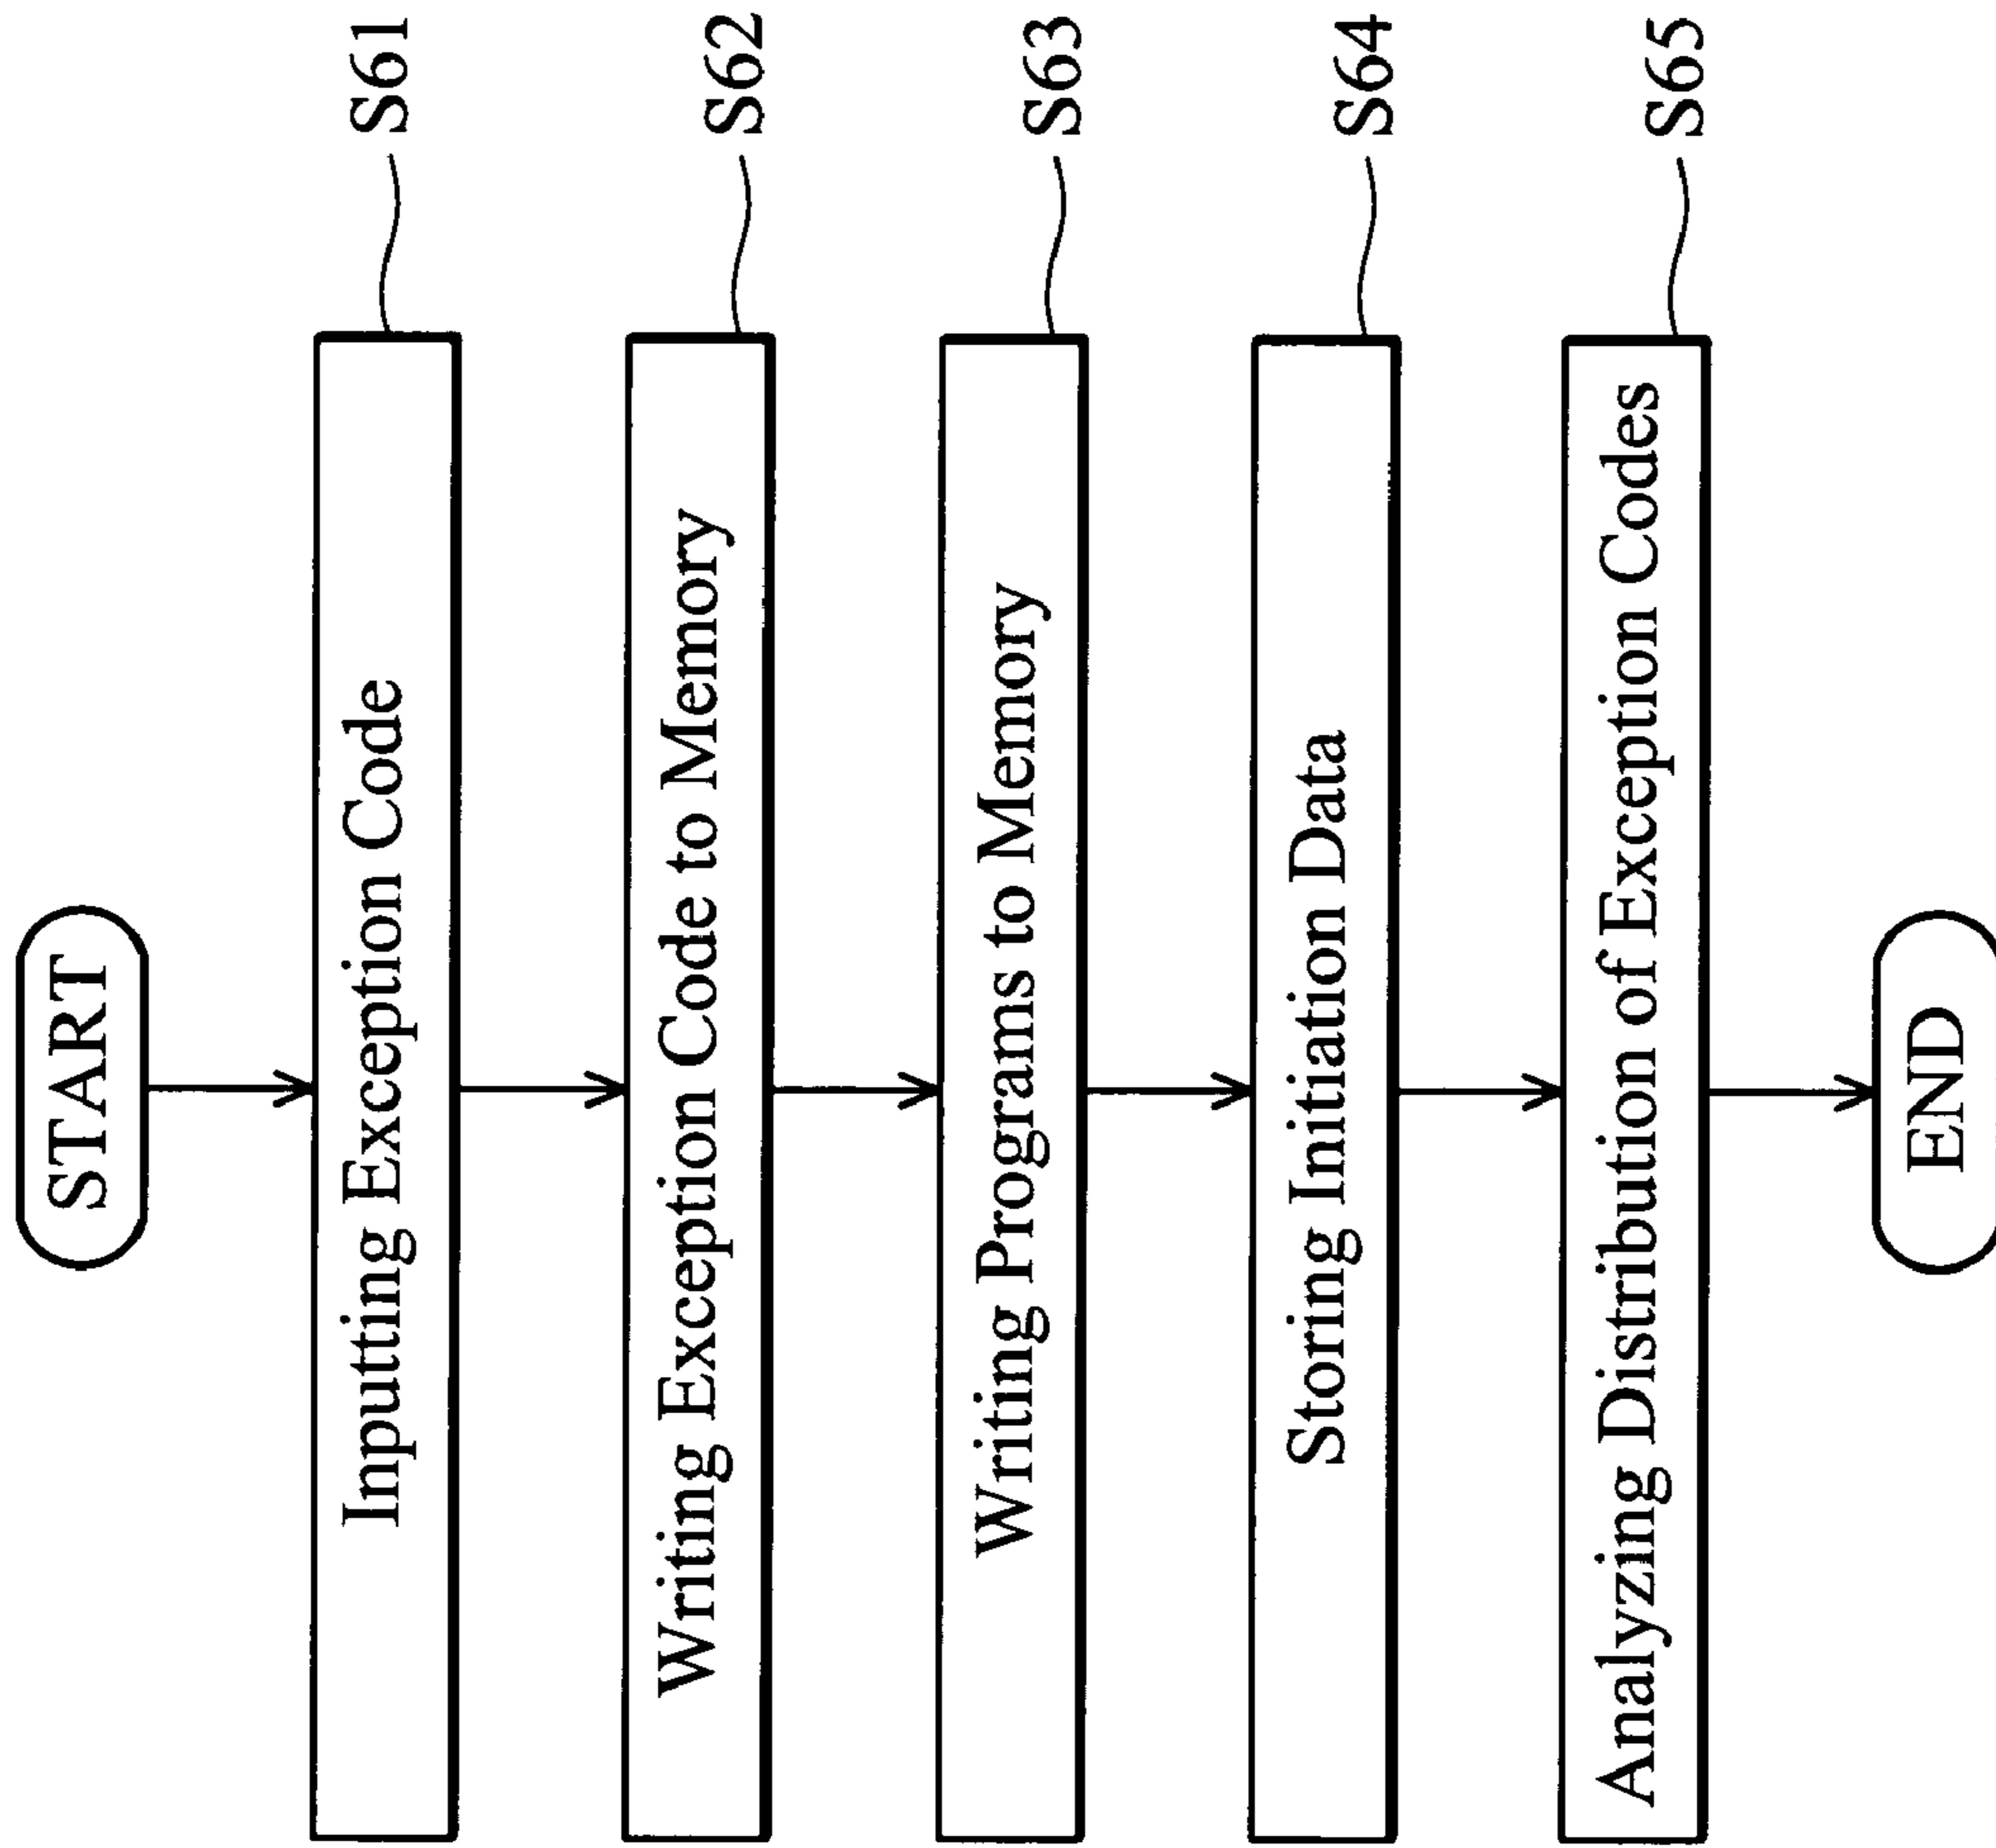 START
Inputting Exception Code
S61
Writing Exception Code to Memory
S62
Writing Programs to Memory
S63
Storing Initiation Data
S64
Analyzing Distribution of Exception Codes
S65
END